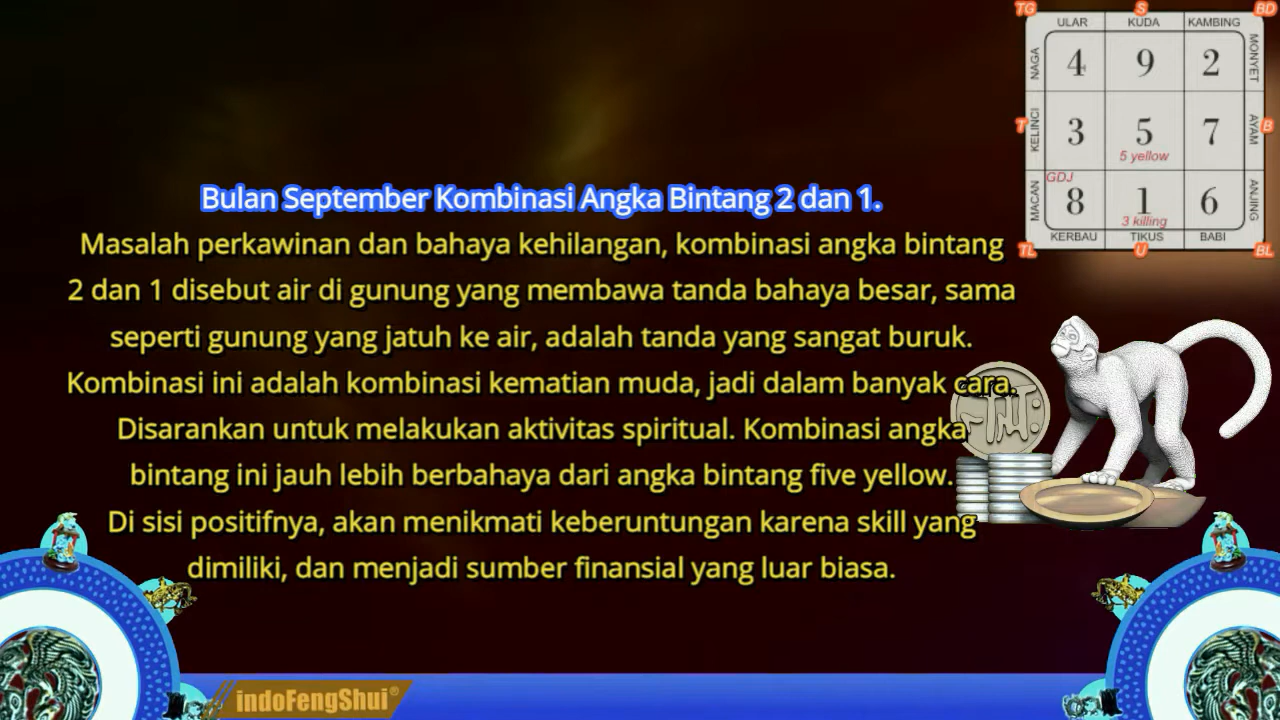 TG S BD
ULAR KUDA KAMBING
NAGA 4 9 2 MONYET
T KELINCI 3 5 7 AYAM B
5 yellow
GDJ
MACAN 8 1 6 ANJING
3 killing
KERBAU TIKUS BABI
TL U BL
Bulan September Kombinasi Angka Bintang 2 dan 1.
Masalah perkawinan dan bahaya kehilangan, kombinasi angka bintang
2 dan 1 disebut air di gunung yang membawa tanda bahaya besar, sama
seperti gunung yang jatuh ke air, adalah tanda yang sangat buruk.
Kombinasi ini adalah kombinasi kematian muda, jadi dalam banyak cara.
Disarankan untuk melakukan aktivitas spiritual. Kombinasi angka
bintang ini jauh lebih berbahaya dari angka bintang five yellow.
Di sisi positifnya, akan menikmati keberuntungan karena skill yang
dimiliki, dan menjadi sumber finansial yang luar biasa.
indoFengShui®